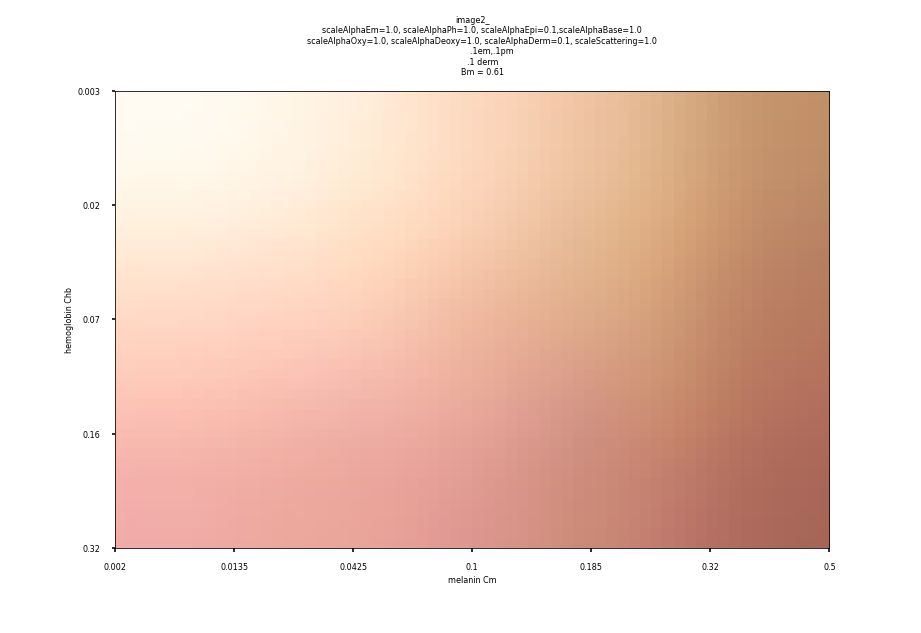 image2_
scaleAlphaEm=1.0, scaleAlphaPh=1.0, scaleAlphaEpi=0.1,scaleAlphaBase=1.0
scaleAlphaOxy=1.0, scaleAlphaDeoxy=1.0, scaleAlphaDerm=0.1, scaleScattering=1.0
.1em,.1pm
.1 derm
Bm = 0.61
0.003
0.02
0.07
0.16
0.32
hemoglobin Chb
0.002 0.0135 0.0425 0.1 0.185 0.32 0.5
melanin Cm